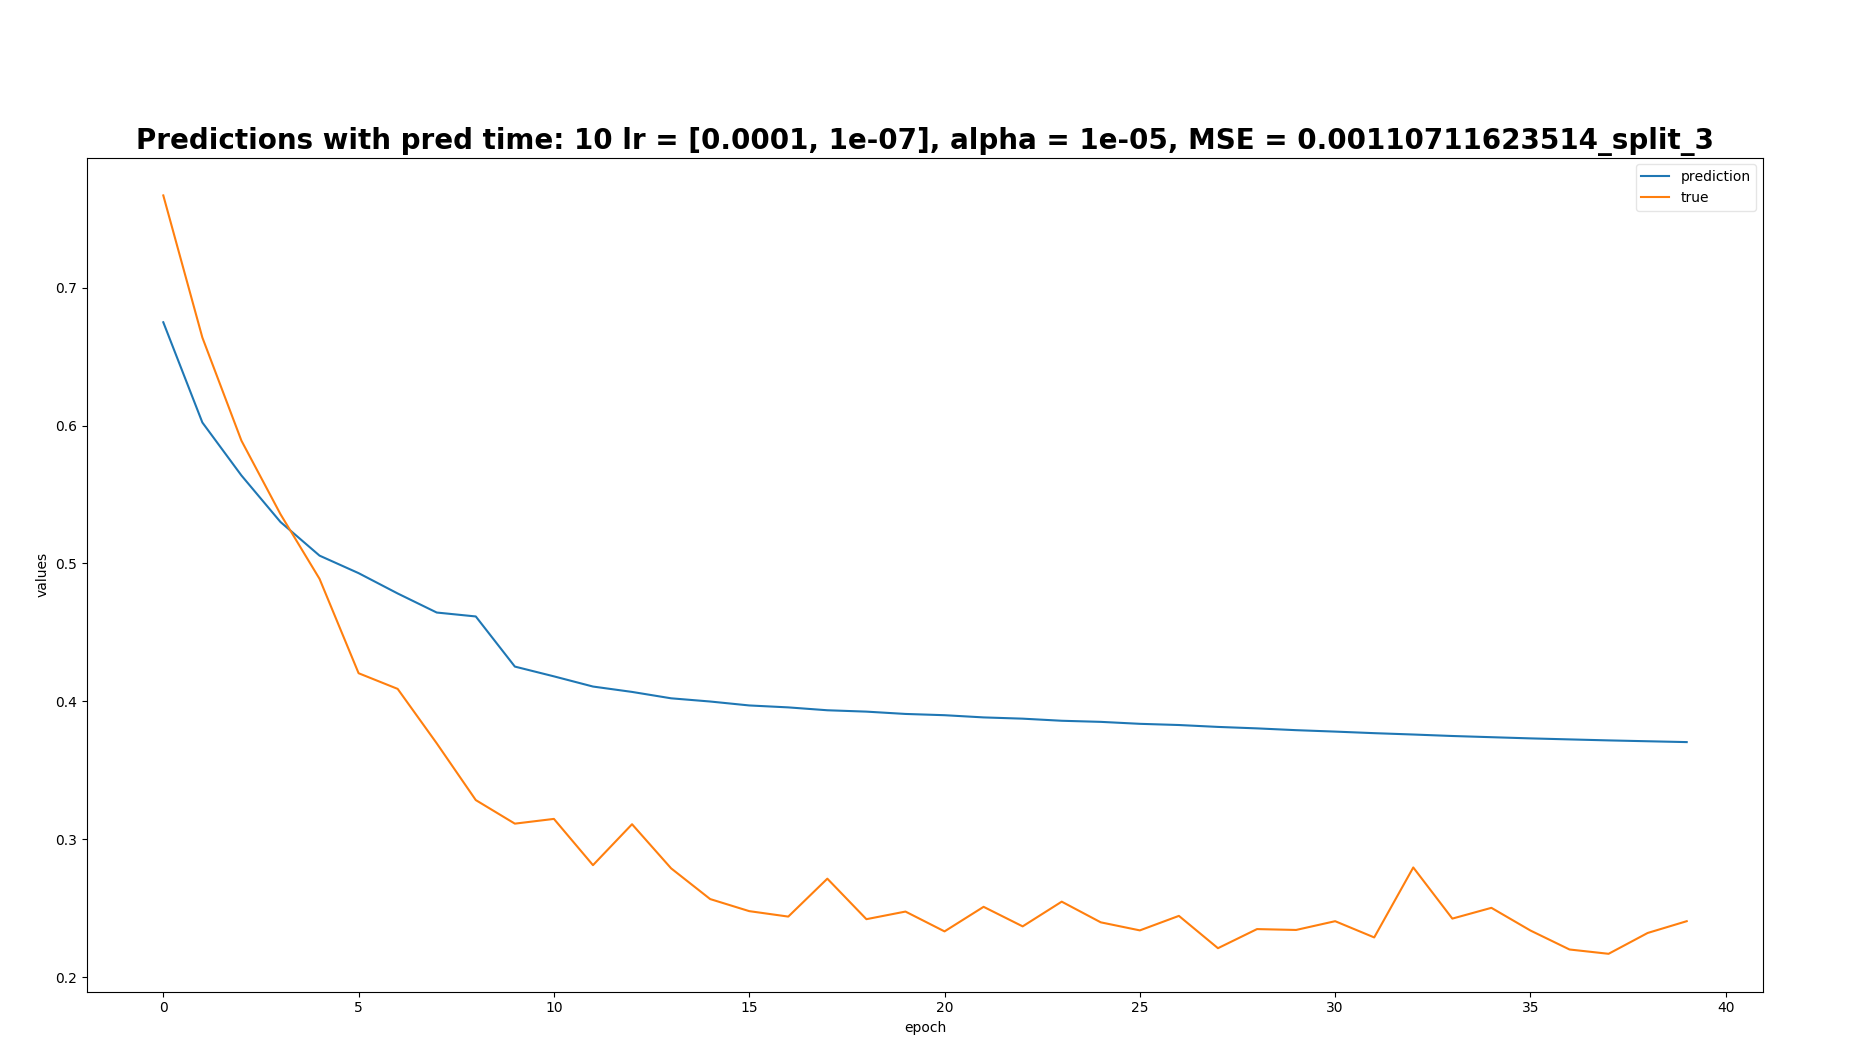 Predictions with pred time: 10 lr = [0.0001, 1e-07], alpha = 1e-05, MSE = 0.00110711623514_split_3
prediction
true
values
0.7
0.6
0.5
0.4
0.3
0.2
0 5 10 15 20 25 30 35 40
epoch